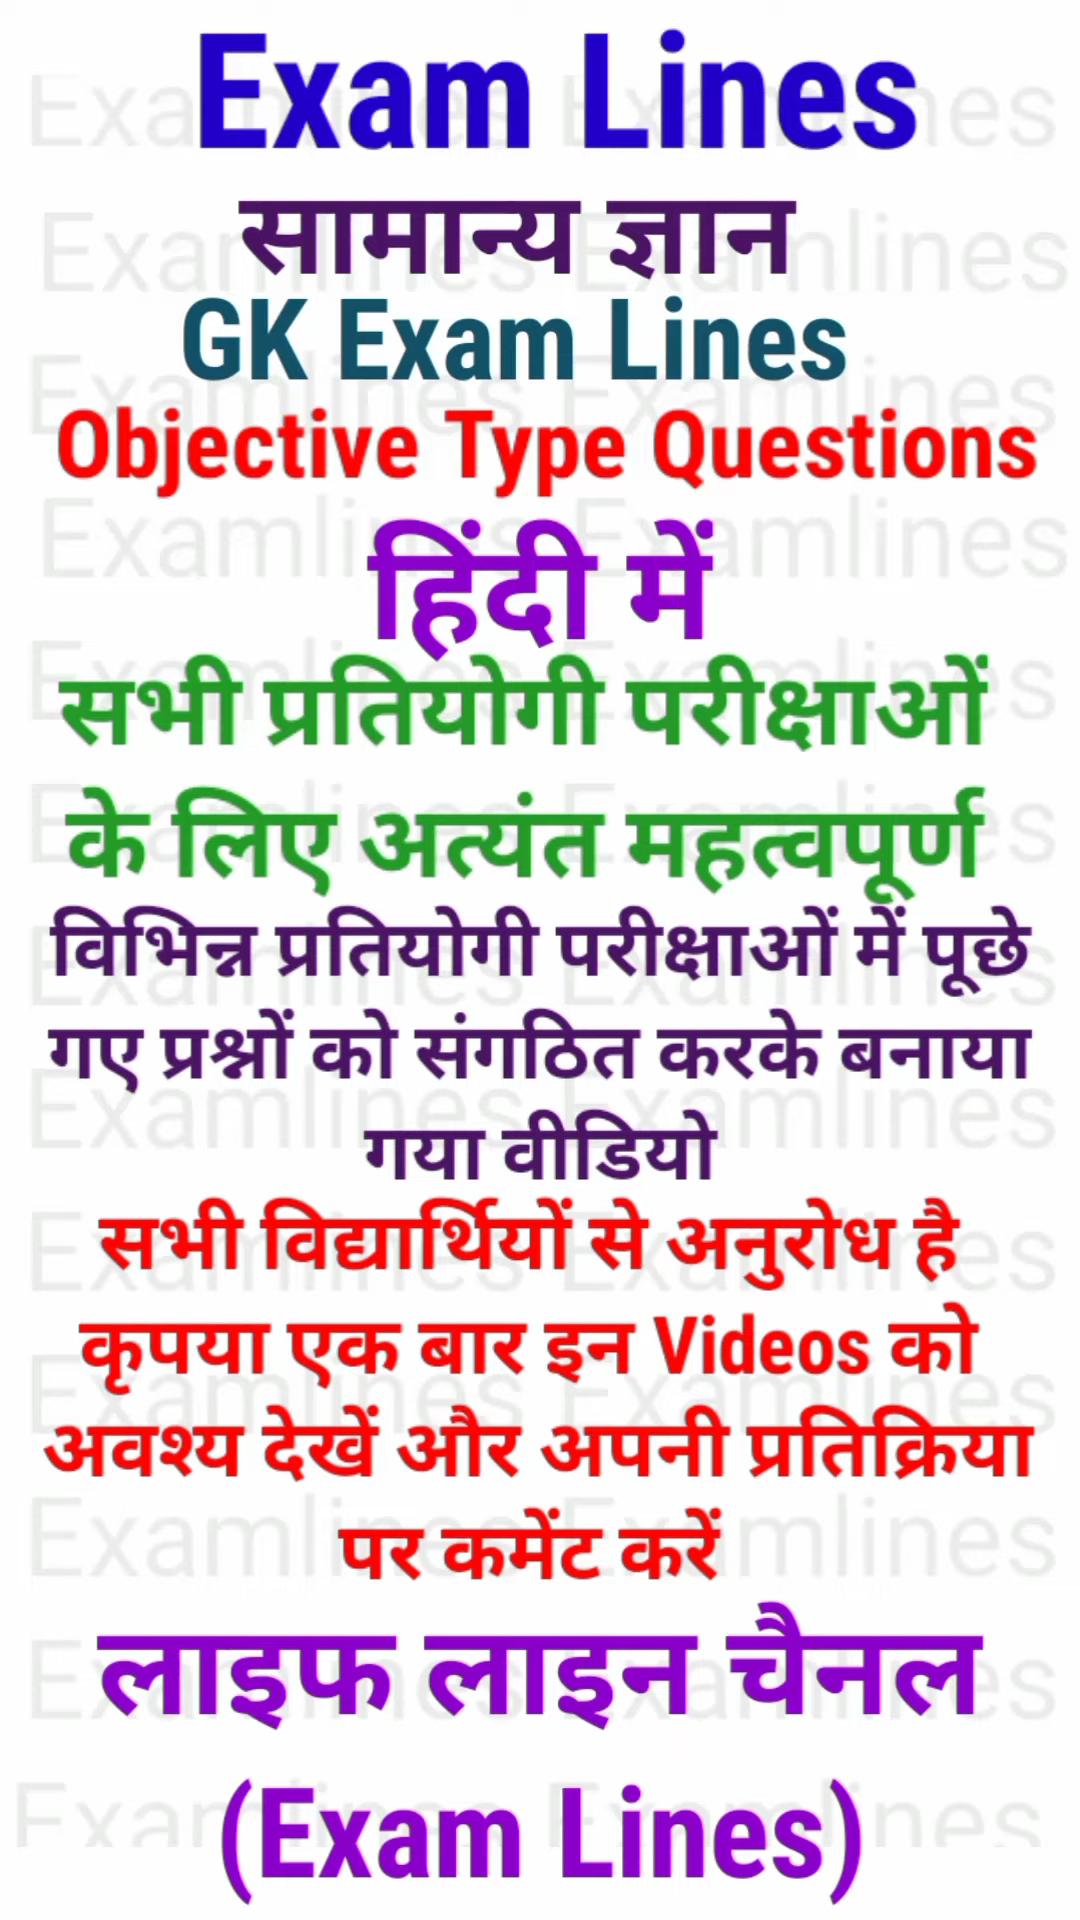 Exam Lines
सामान्य ज्ञान
GK Exam Lines
Objective Type Questions
हिंदी में
सभी प्रतियोगी परीक्षाओं
के लिए अत्यंत महत्वपूर्ण
विभिन्न प्रतियोगी परीक्षाओं में पूछे
गए प्रश्नों को संगठित करके बनाया
गया वीडियो
सभी विद्यार्थियों से अनुरोध है
कृपया एक बार इन Videos को
अवश्य देखें और अपनी प्रतिक्रिया
पर कमेंट करें
लाइफ लाइन चैनल
(Exam Lines)